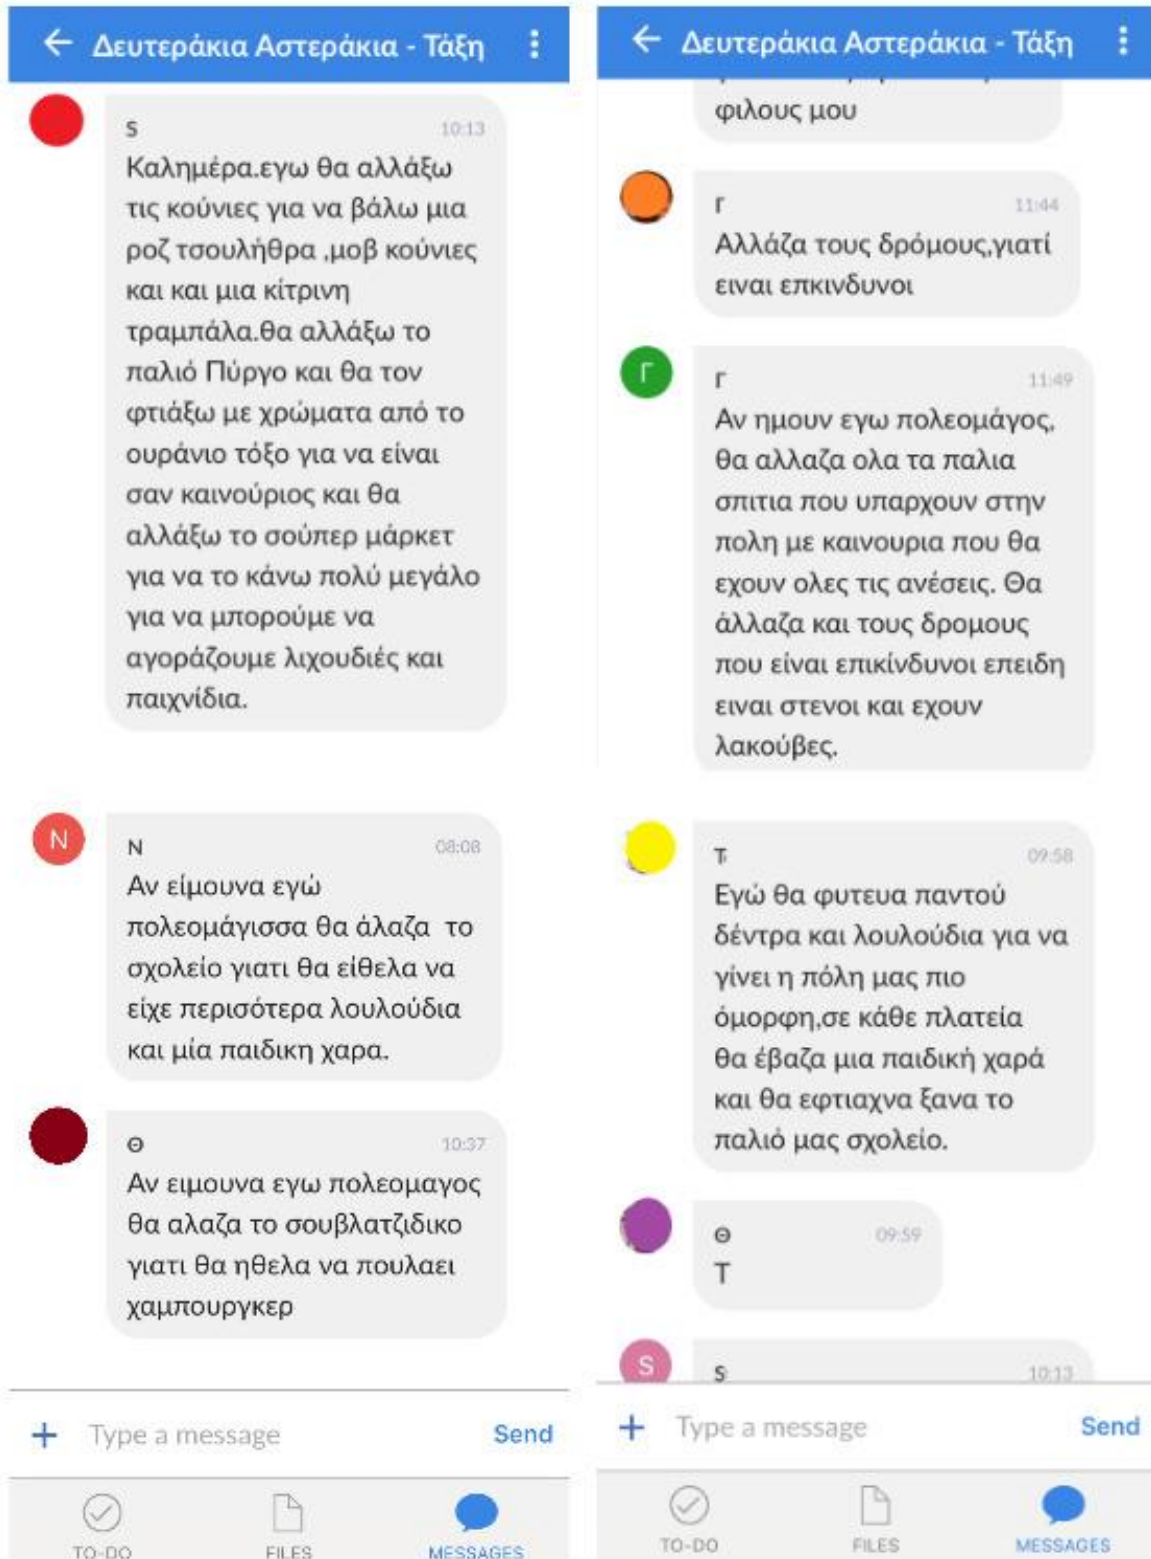 Δευτεράκια Αστεράκια - Τάξη
S 10:13
Καλημέρα.εγω θα αλλάξω
τις κούνιες για να βάλω μια
ροζ τσουλήθρα ,μοβ κούνιες
και και μια κίτρινη
τραμπάλα.θα αλλάξω το
παλιό Πύργο και θα τον
φτιάξω με χρώματα από το
ουράνιο τόξο για να είναι
σαν καινούριος και θα
αλλάξω το σούπερ μάρκετ
για να το κάνω πολύ μεγάλο
για να μπορούμε να
αγοράζουμε λιχουδιές και
παιχνίδια.
N
N 08:08
Αν είμουνα εγώ
πολεομάγισσα θα άλαζα το
σχολείο γιατι θα είθελα να
είχε περισότερα λουλούδια
και μία παιδικη χαρα.
Θ 10:37
Αν ειμουνα εγω πολεομαγος
θα αλαζα το σουβλατζιδικο
γιατι θα ηθελα να πουλαει
χαμπουργκερ
Type a message Send
TO-DO FILES MESSAGES
Δευτεράκια Αστεράκια - Τάξη
φιλους μου
Γ 11:44
Αλλάζα τους δρόμους,γιατί
ειναι επκινδυνοι
Γ
Γ 11:49
Αν ημουν εγω πολεομάγος,
θα αλλαζα ολα τα παλια
σπιτια που υπαρχουν στην
πολη με καινουρια που θα
εχουν ολες τις ανέσεις. Θα
άλλαζα και τους δρομους
που είναι επικίνδυνοι επειδη
ειναι στενοι και εχουν
λακούβες.
Τ 09:58
Εγώ θα φυτευα παντού
δέντρα και λουλούδια για να
γίνει η πόλη μας πιο
όμορφη,σε κάθε πλατεία
θα έβαζα μια παιδική χαρά
και θα εφτιαχνα ξανα το
παλιό μας σχολείο.
Θ 09:59
Τ
S
S 10:13
Type a message Send
TO-DO FILES MESSAGES